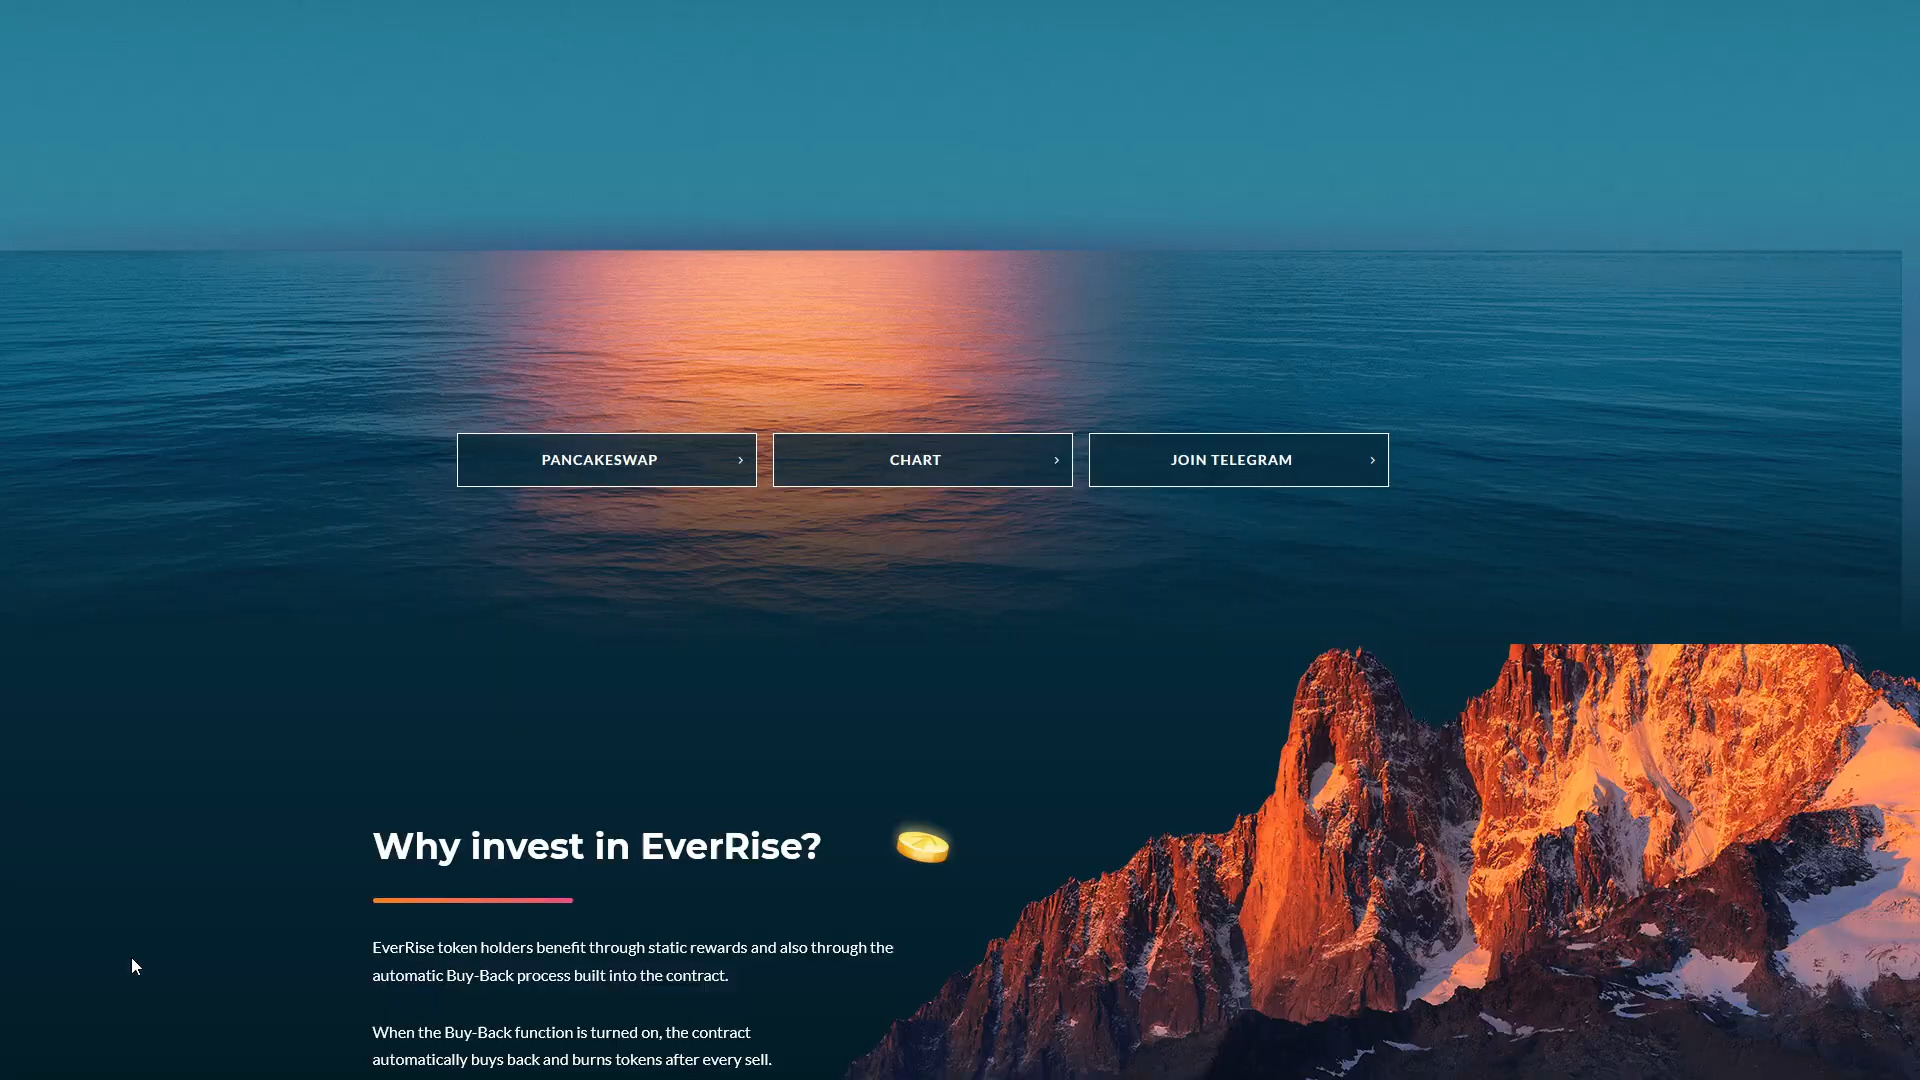 PANCAKESWAP
CHART
JOIN TELEGRAM
Why invest in EverRise?
EverRise token holders benefit through static rewards and also through the
automatic Buy-Back process built into the contract.
When the Buy-Back function is turned on, the contract
automatically buys back and burns tokens after every sell.